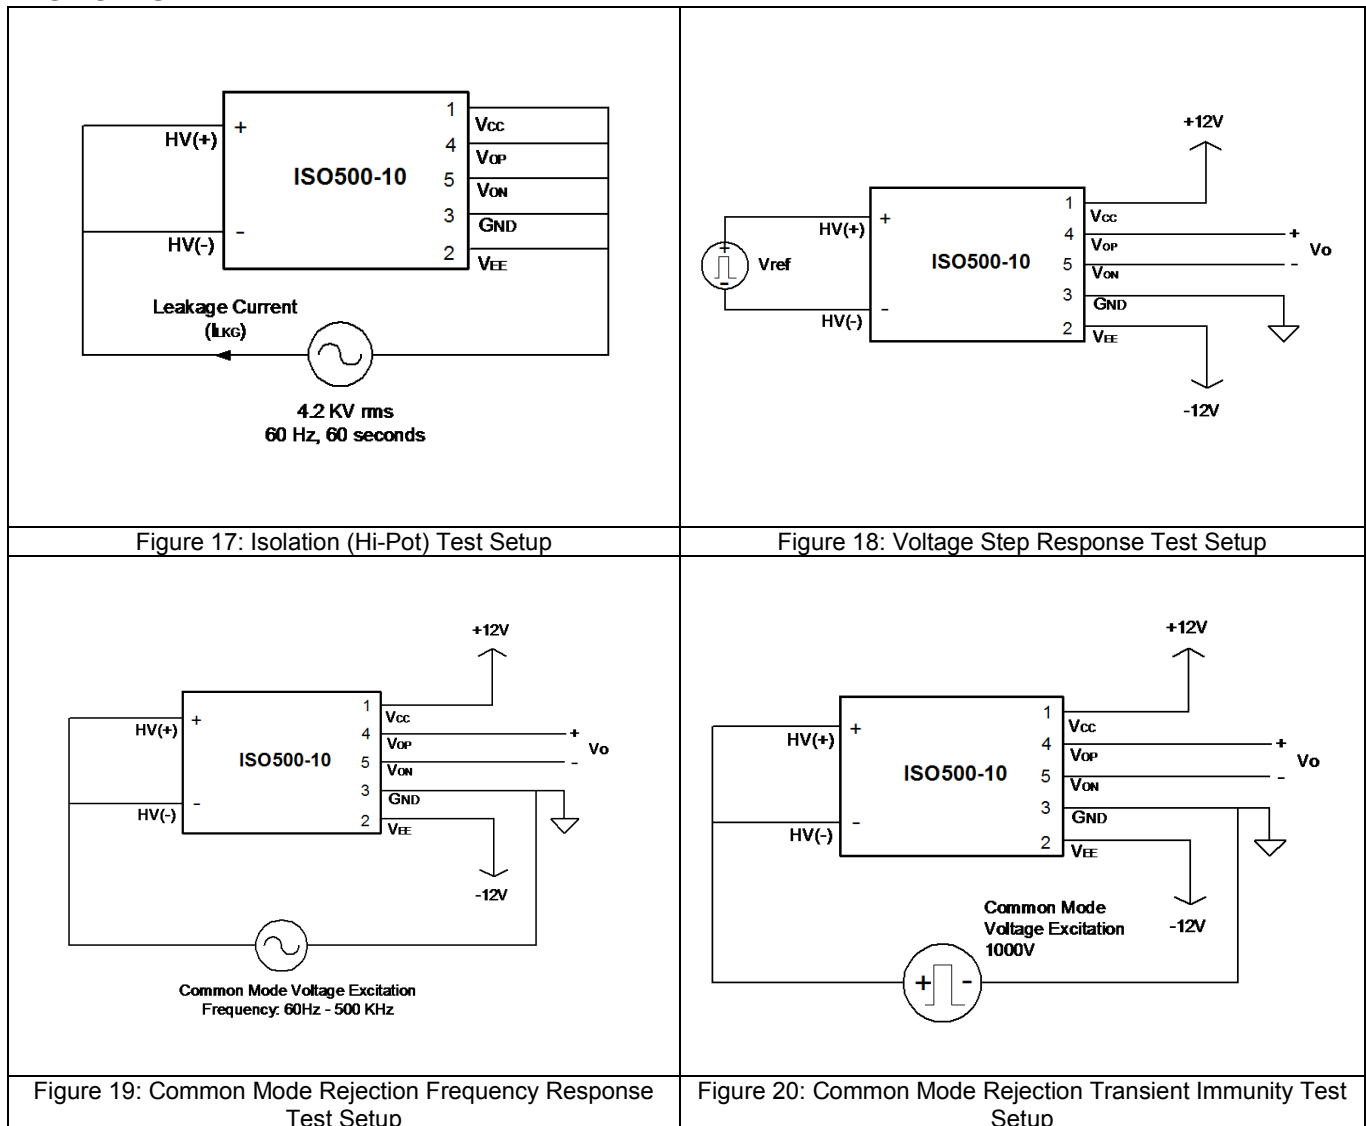 HV(+)
+
HV(-)
-
ISO500-10
1
VCC
4
VOP
5
VON
3
GND
2
VEE
Leakage Current
(ILKG)
4.2 KV rms
60 Hz, 60 seconds
Figure 17: Isolation (Hi-Pot) Test Setup
+12V
HV(+)
+
+
Vref
-
HV(-)
-
ISO500-10
1
VCC
4
VOP
+
Vo
5
VON
-
3
GND
2
VEE
-12V
Figure 18: Voltage Step Response Test Setup
+12V
HV(+)
+
HV(-)
-
ISO500-10
1
VCC
4
VOP
+
Vo
5
VON
-
3
GND
2
VEE
-12V
Common Mode Voltage Excitation
Frequency: 60Hz - 500 KHz
Figure 19: Common Mode Rejection Frequency Response
Test Setup
+12V
HV(+)
+
HV(-)
-
ISO500-10
1
VCC
4
VOP
+
Vo
5
VON
-
3
GND
2
VEE
-12V
Common Mode
Voltage Excitation
1000V
+ -
Figure 20: Common Mode Rejection Transient Immunity Test
Setup